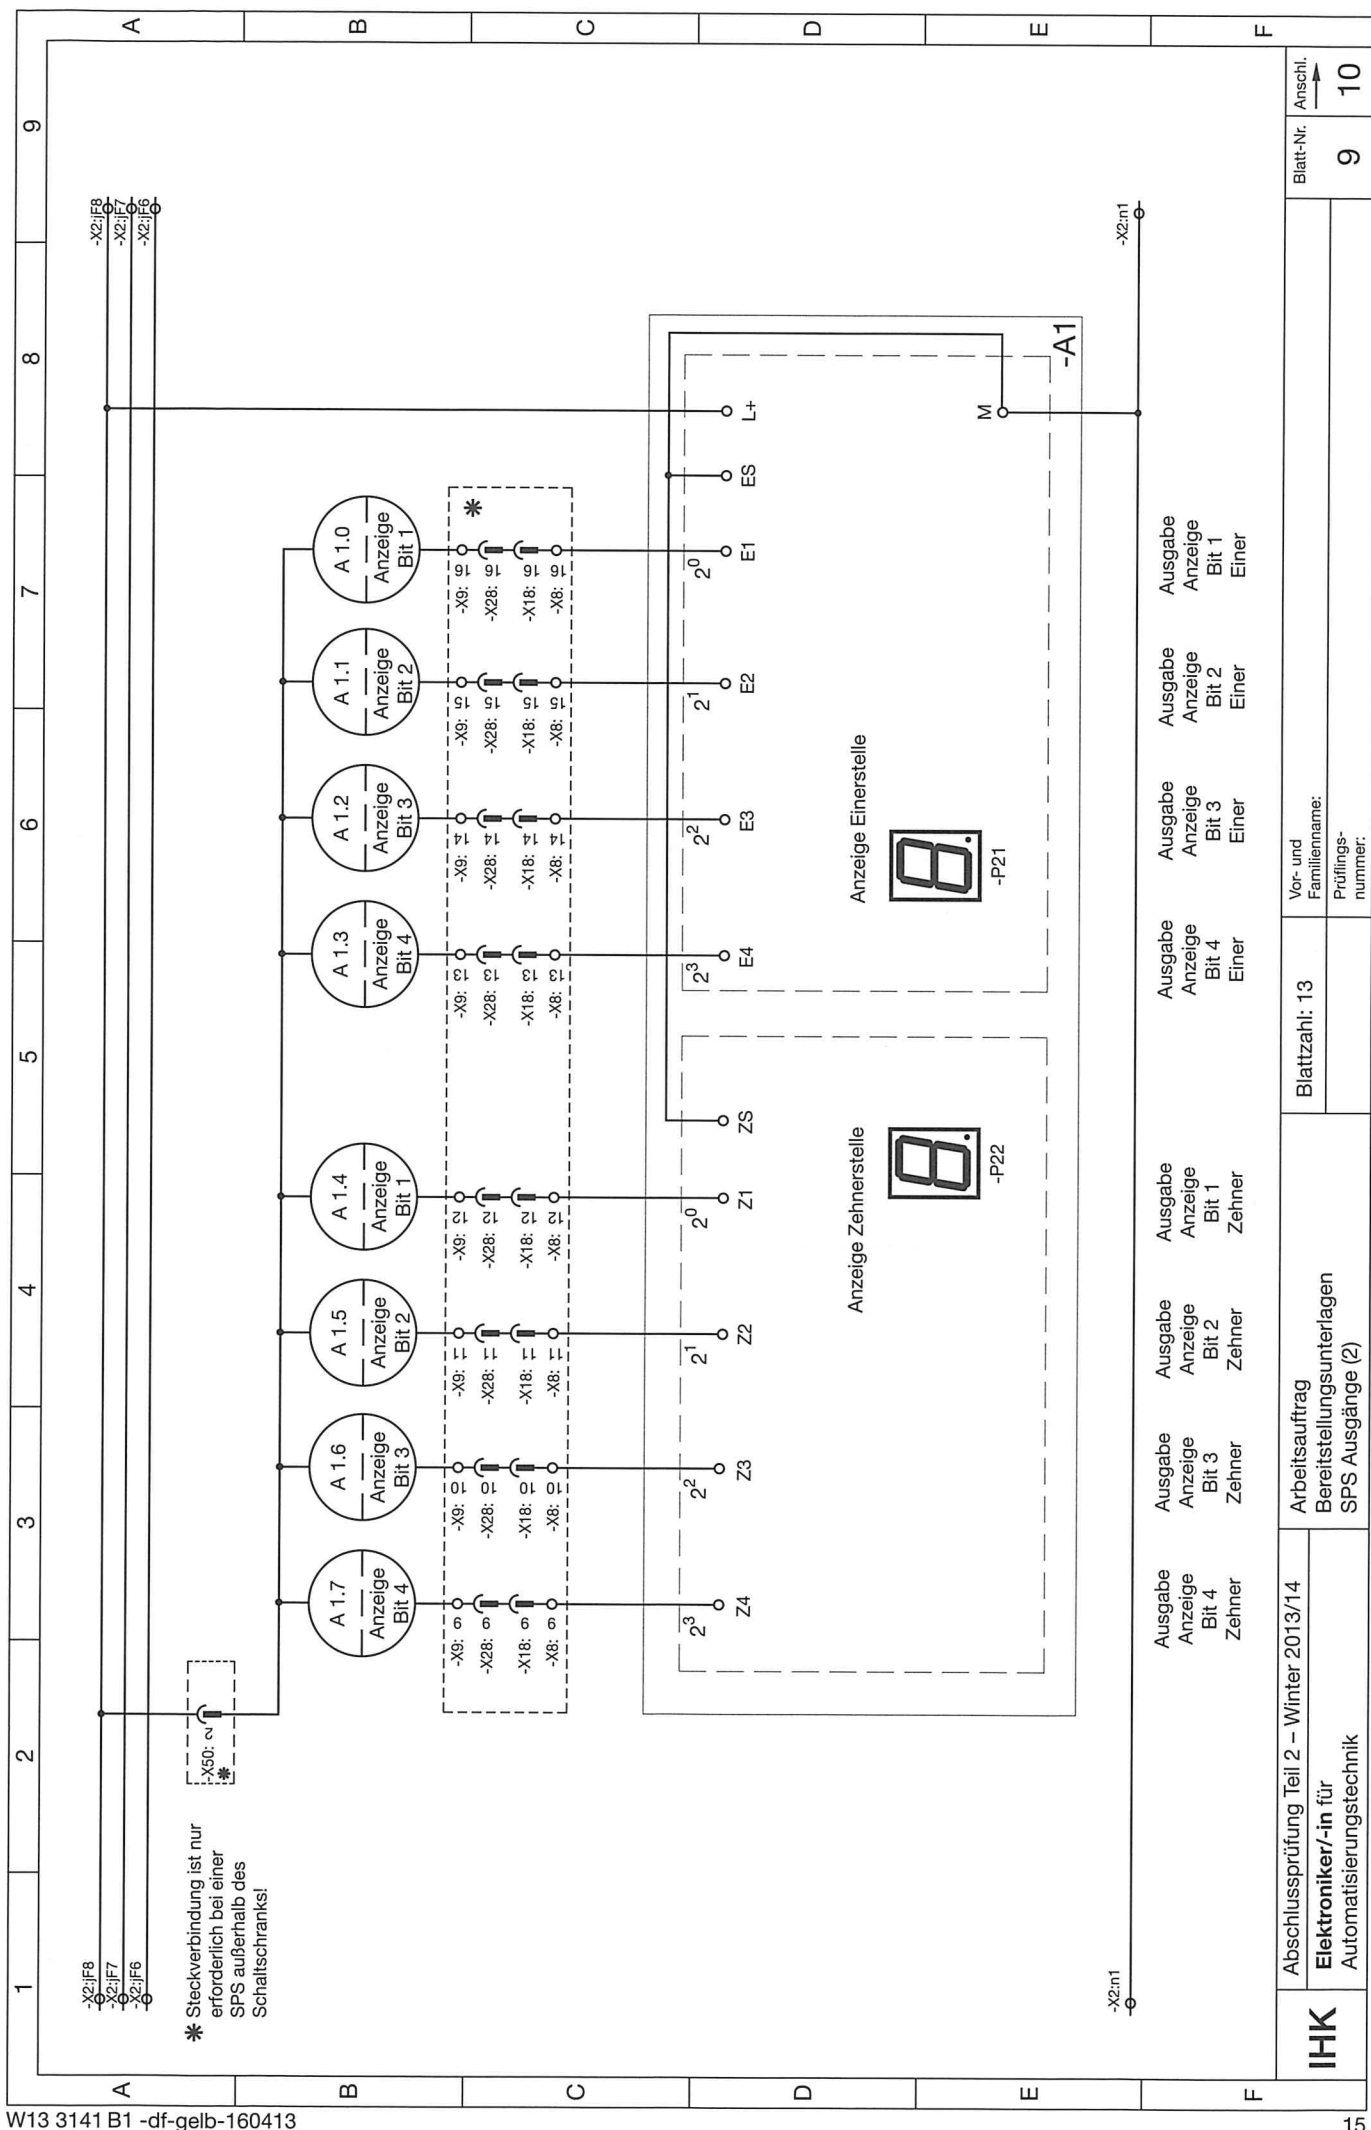 1 2 3 4 5 6 7 8 9
A A
B B
C C
D D
E E
F F
-X2:jF8 -X2:jF8
-X2:jF7 -X2:jF7
-X2:jF6 -X2:jF6
-X50: 2
✱
✱ Steckverbindung ist nur
erforderlich bei einer
SPS außerhalb des
Schaltschranks!
A 1.7 A 1.6 A 1.5 A 1.4 A 1.3 A 1.2 A 1.1 A 1.0
Anzeige Anzeige Anzeige Anzeige Anzeige Anzeige Anzeige Anzeige
Bit 4 Bit 3 Bit 2 Bit 1 Bit 4 Bit 3 Bit 2 Bit 1
✱
-X9: 9 -X9: 10 -X9: 11 -X9: 12 -X9: 13 -X9: 14 -X9: 15 -X9: 16
-X28: 9 -X28: 10 -X28: 11 -X28: 12 -X28: 13 -X28: 14 -X28: 15 -X28: 16
-X18: 9 -X18: 10 -X18: 11 -X18: 12 -X18: 13 -X18: 14 -X18: 15 -X18: 16
-X8: 9 -X8: 10 -X8: 11 -X8: 12 -X8: 13 -X8: 14 -X8: 15 -X8: 16
2³ 2² 2¹ 2⁰ 2³ 2² 2¹ 2⁰
Z4 Z3 Z2 Z1 ZS E4 E3 E2 E1 ES L+
Anzeige Zehnerstelle Anzeige Einerstelle
-P22 -P21
M
-A1
-X2:n1 -X2:n1
Ausgabe Ausgabe Ausgabe Ausgabe Ausgabe Ausgabe Ausgabe Ausgabe
Anzeige Anzeige Anzeige Anzeige Anzeige Anzeige Anzeige Anzeige
Bit 4 Bit 3 Bit 2 Bit 1 Bit 4 Bit 3 Bit 2 Bit 1
Zehner Zehner Zehner Zehner Einer Einer Einer Einer
IHK
Abschlussprüfung Teil 2 – Winter 2013/14
Elektroniker/-in für
Automatisierungstechnik
Arbeitsauftrag
Bereitstellungsunterlagen
SPS Ausgänge (2)
Blattzahl: 13
Vor- und
Familienname:
Prüflings-
nummer:
Blatt-Nr. Anschl.
9 10
W13 3141 B1 -df-gelb-160413
15